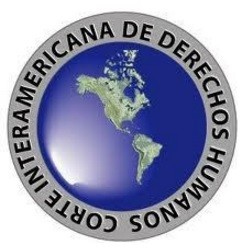 CORTE INTERAMERICANA DE DERECHOS HUMANOS